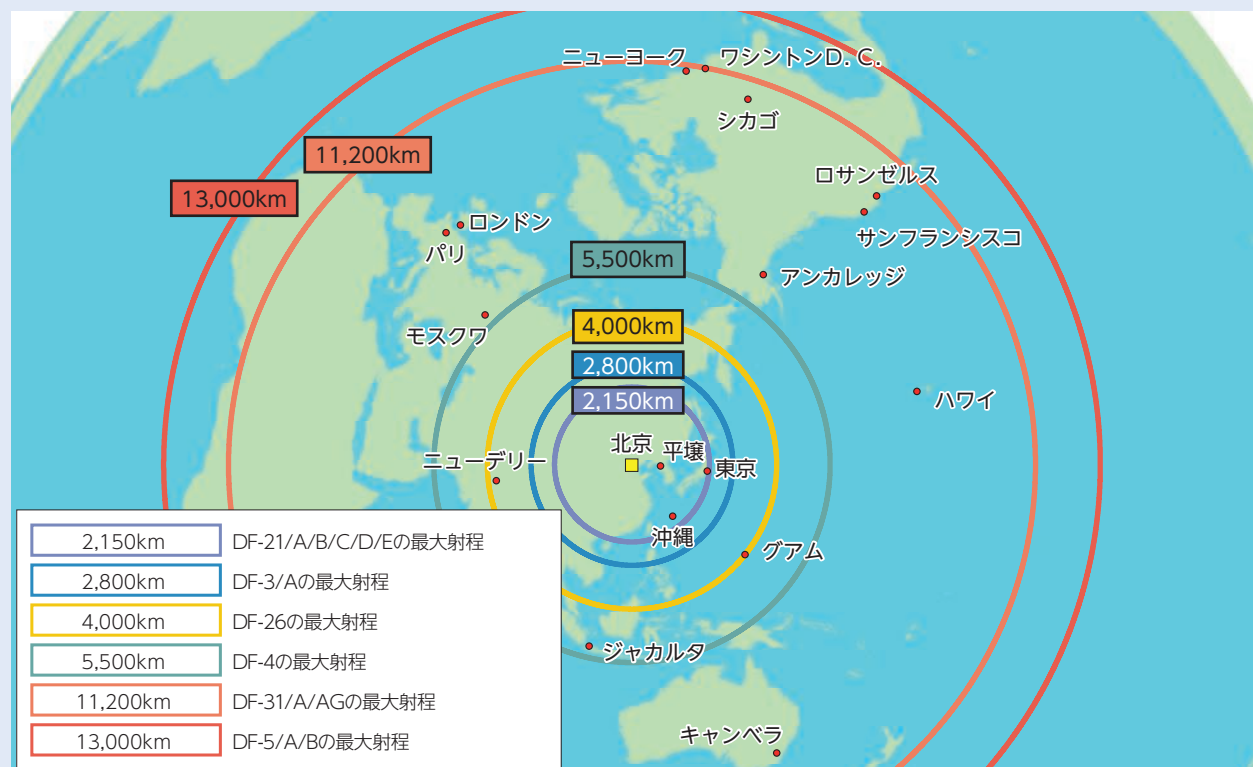 ニューヨーク
ワシントンD.C.
シカゴ
11,200km
ロサンゼルス
13,000km
ロンドン
パリ
サンフランシスコ
5,500km
アンカレッジ
モスクワ
4,000km
2,800km
2,150km
ハワイ
北京
平壌
ニューデリー
東京
沖縄
グアム
ジャカルタ
キャンベラ
2,150km DF-21/A/B/C/D/Eの最大射程
2,800km DF-3/Aの最大射程
4,000km DF-26の最大射程
5,500km DF-4の最大射程
11,200km DF-31/A/AGの最大射程
13,000km DF-5/A/Bの最大射程